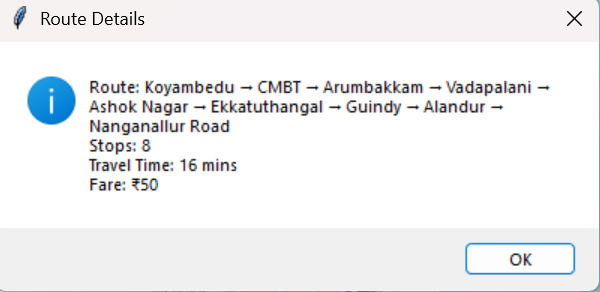 Route Details
Route: Koyambedu → CMBT → Arumbakkam → Vadapalani →
Ashok Nagar → Ekkatuthangal → Guindy → Alandur →
Nanganallur Road
Stops: 8
Travel Time: 16 mins
Fare: ₹50
OK